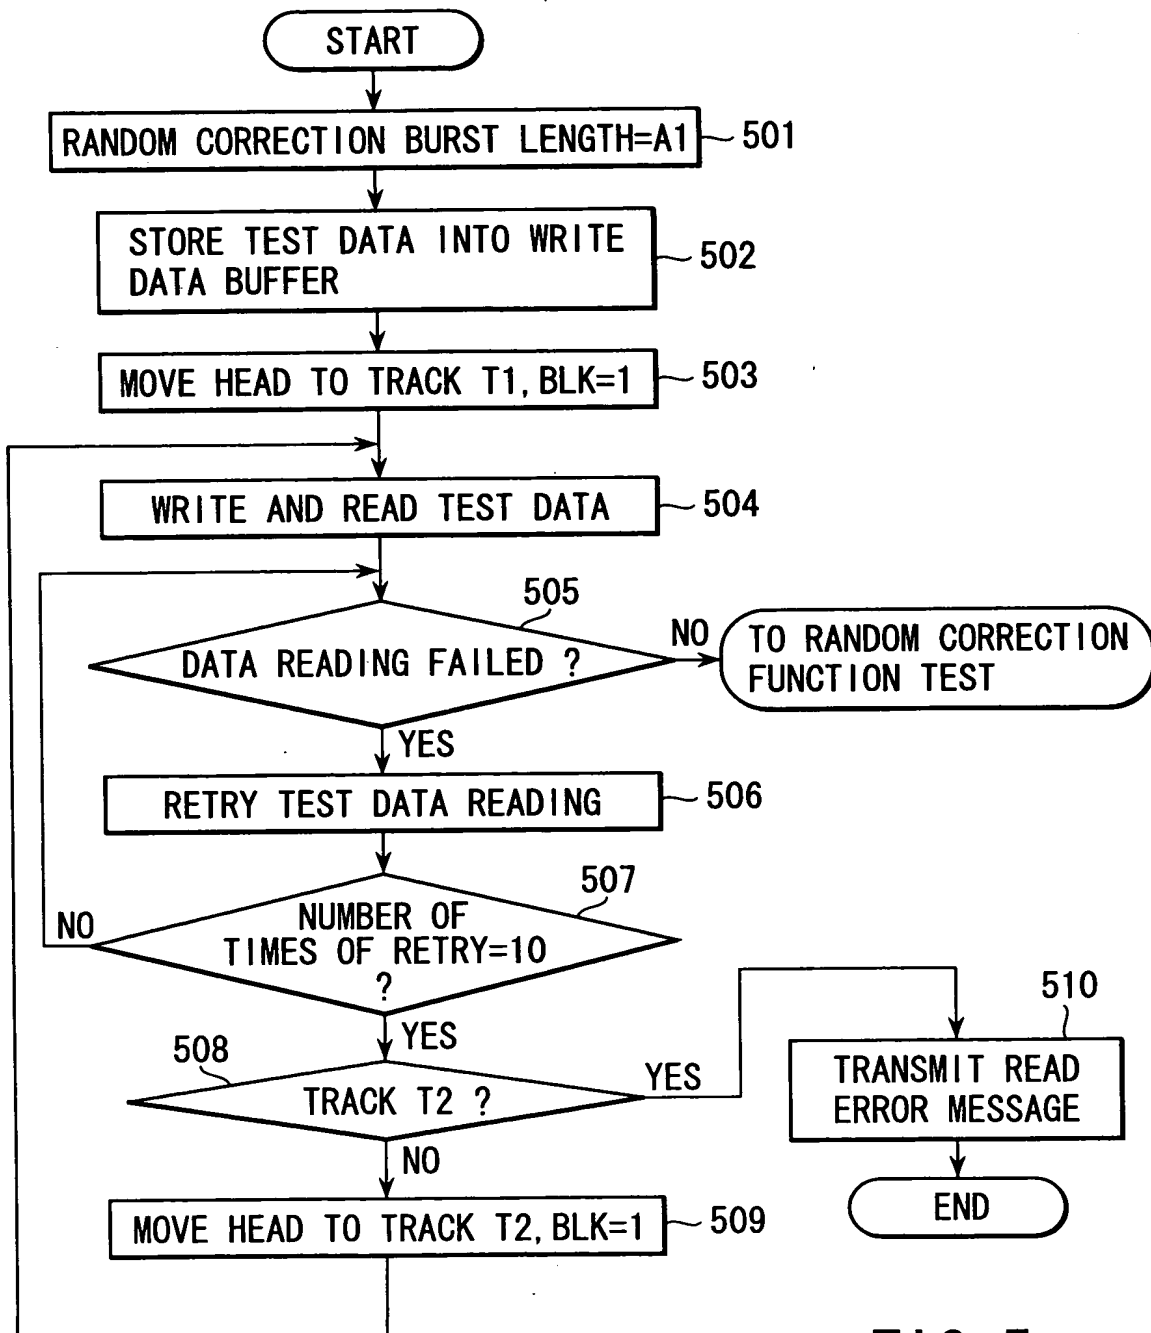 START
RANDOM CORRECTION BURST LENGTH=A1
501
STORE TEST DATA INTO WRITE
DATA BUFFER
502
MOVE HEAD TO TRACK T1, BLK=1
503
WRITE AND READ TEST DATA
504
505
DATA READING FAILED ?
NO
TO RANDOM CORRECTION
FUNCTION TEST
YES
RETRY TEST DATA READING
506
507
NUMBER OF
TIMES OF RETRY=10
?
NO
YES
508
TRACK T2 ?
YES
510
TRANSMIT READ
ERROR MESSAGE
NO
END
MOVE HEAD TO TRACK T2, BLK=1
509